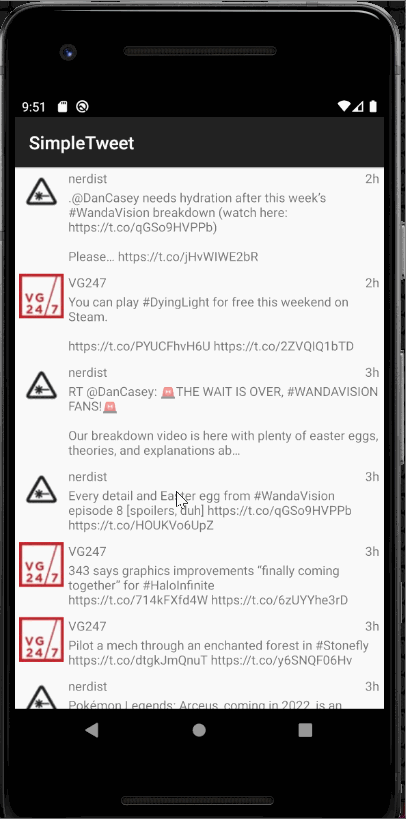 9:51
SimpleTweet
nerdist 2h
.@DanCasey needs hydration after this week's
#WandaVision breakdown (watch here:
https://t.co/qGSo9HVPPb)
Please... https://t.co/jHvWIWE2bR
VG247 2h
VG
24/7
You can play #DyingLight for free this weekend on
Steam.
https://t.co/PYUCFhvH6U https://t.co/2ZVQIQ1bTD
nerdist 3h
RT @DanCasey: 🚨THE WAIT IS OVER, #WANDAVISION
FANS!🚨
Our breakdown video is here with plenty of easter eggs,
theories, and explanations ab...
nerdist 3h
Every detail and Easter egg from #WandaVision
episode 8 [spoilers, duh] https://t.co/qGSo9HVPPb
https://t.co/HOUKVo6UpZ
VG247 3h
VG
24/7
343 says graphics improvements “finally coming
together” for #HaloInfinite
https://t.co/714kFXfd4W https://t.co/6zUYYhe3rD
VG247 3h
VG
24/7
Pilot a mech through an enchanted forest in #Stonefly
https://t.co/dtgkJmQnuT https://t.co/y6SNQF06Hv
nerdist 3h
Pokémon Legends: Arceus, coming in 2022, is an